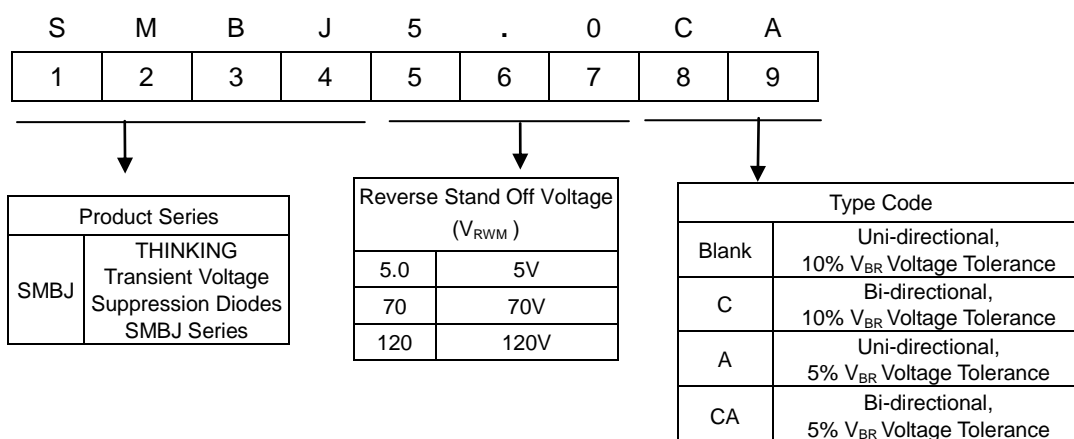 S M B J 5 . 0 C A
1 2 3 4 5 6 7 8 9
Product Series
SMBJ
THINKING
Transient Voltage
Suppression Diodes
SMBJ Series
Reverse Stand Off Voltage
(VRWM )
5.0 5V
70 70V
120 120V
Type Code
Blank
Uni-directional,
10% VBR Voltage Tolerance
C
Bi-directional,
10% VBR Voltage Tolerance
A
Uni-directional,
5% VBR Voltage Tolerance
CA
Bi-directional,
5% VBR Voltage Tolerance